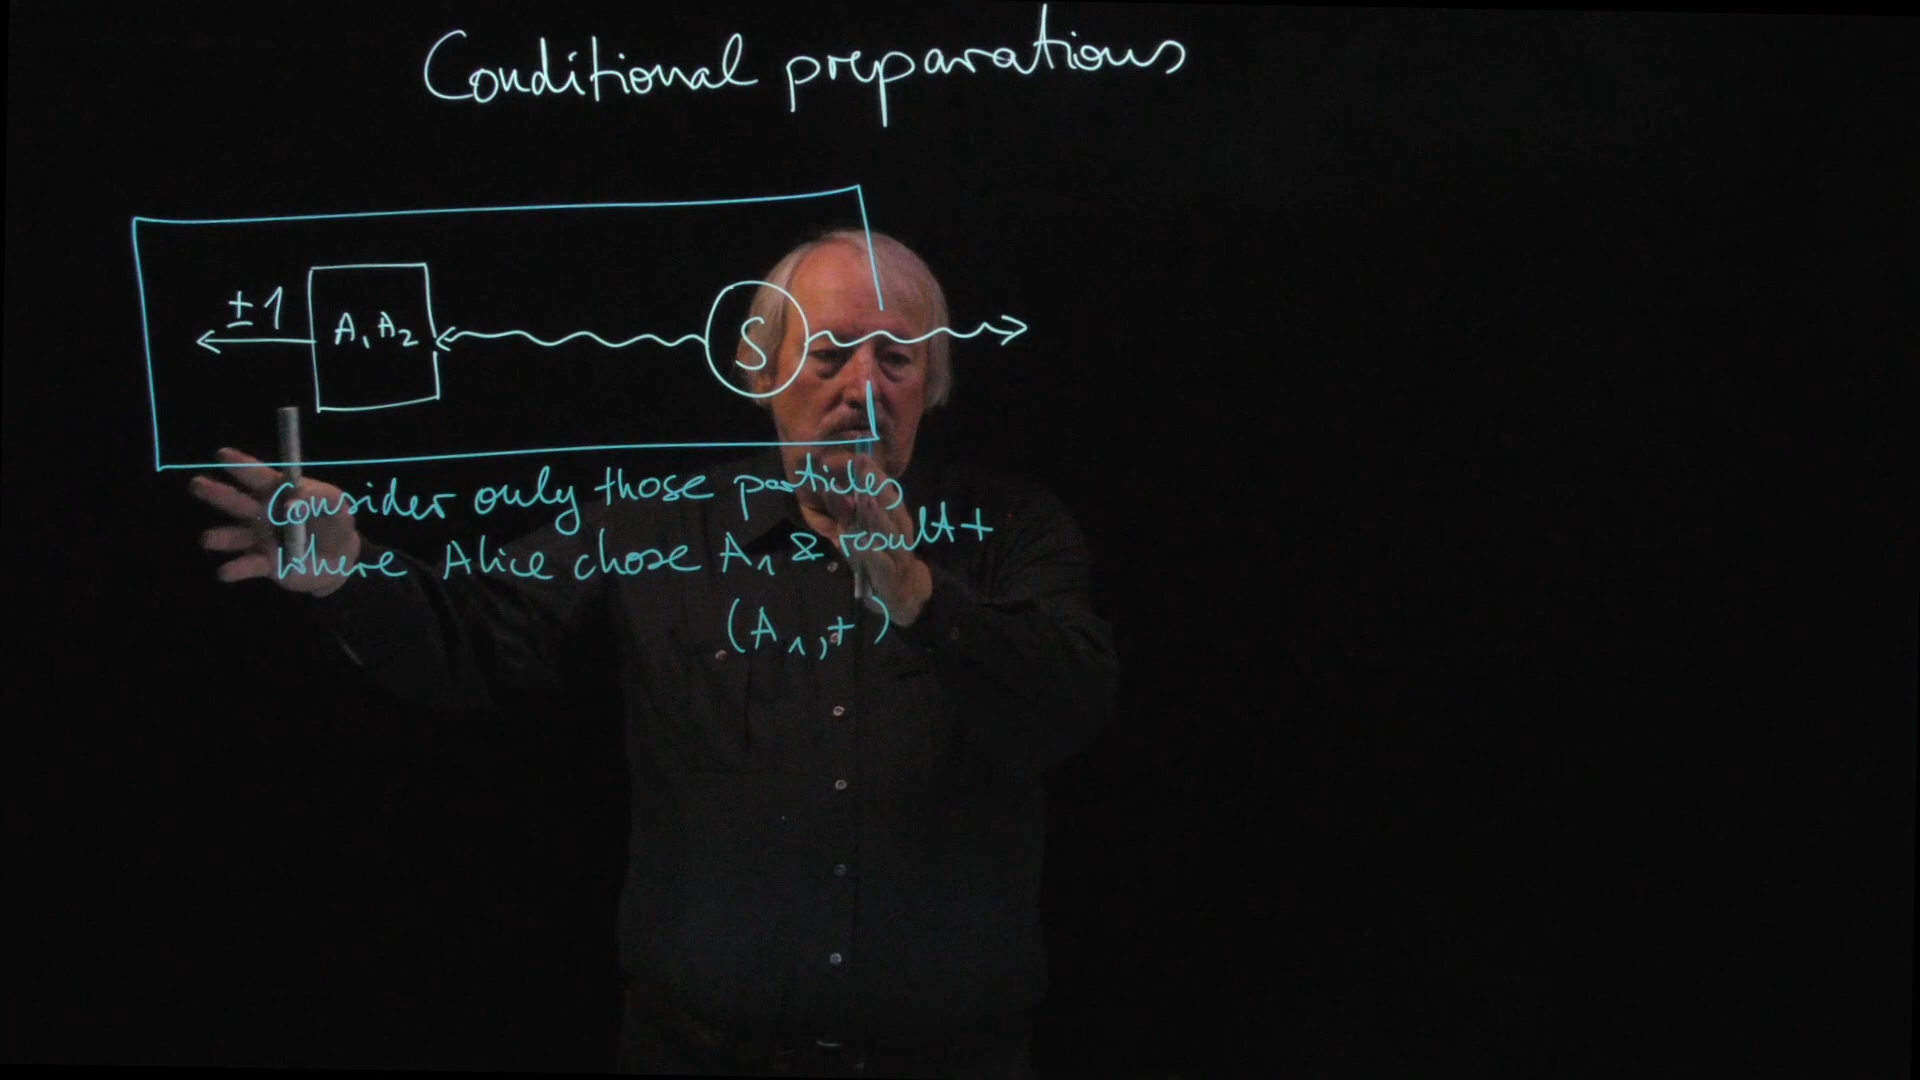 Conditional preparations
±1 A₁ A₂ S
Consider only those particles
where Alice chose A₁ & result +
(A₁,+)